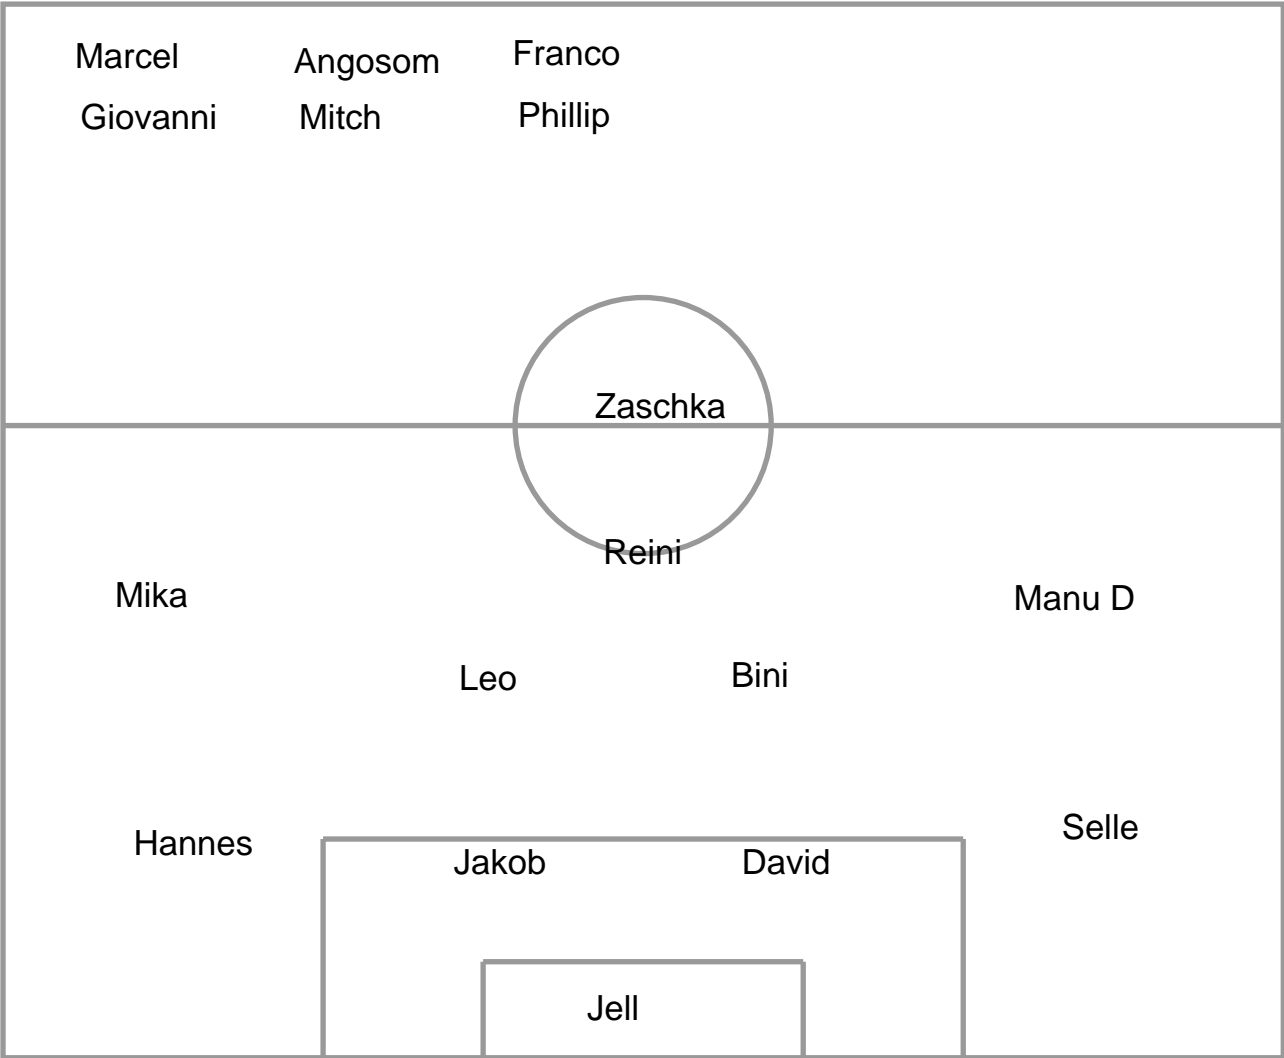 Marcel Angosom Franco
Giovanni Mitch Phillip
Zaschka
Reini
Mika Manu D
Leo Bini
Hannes Selle
Jakob David
Jell